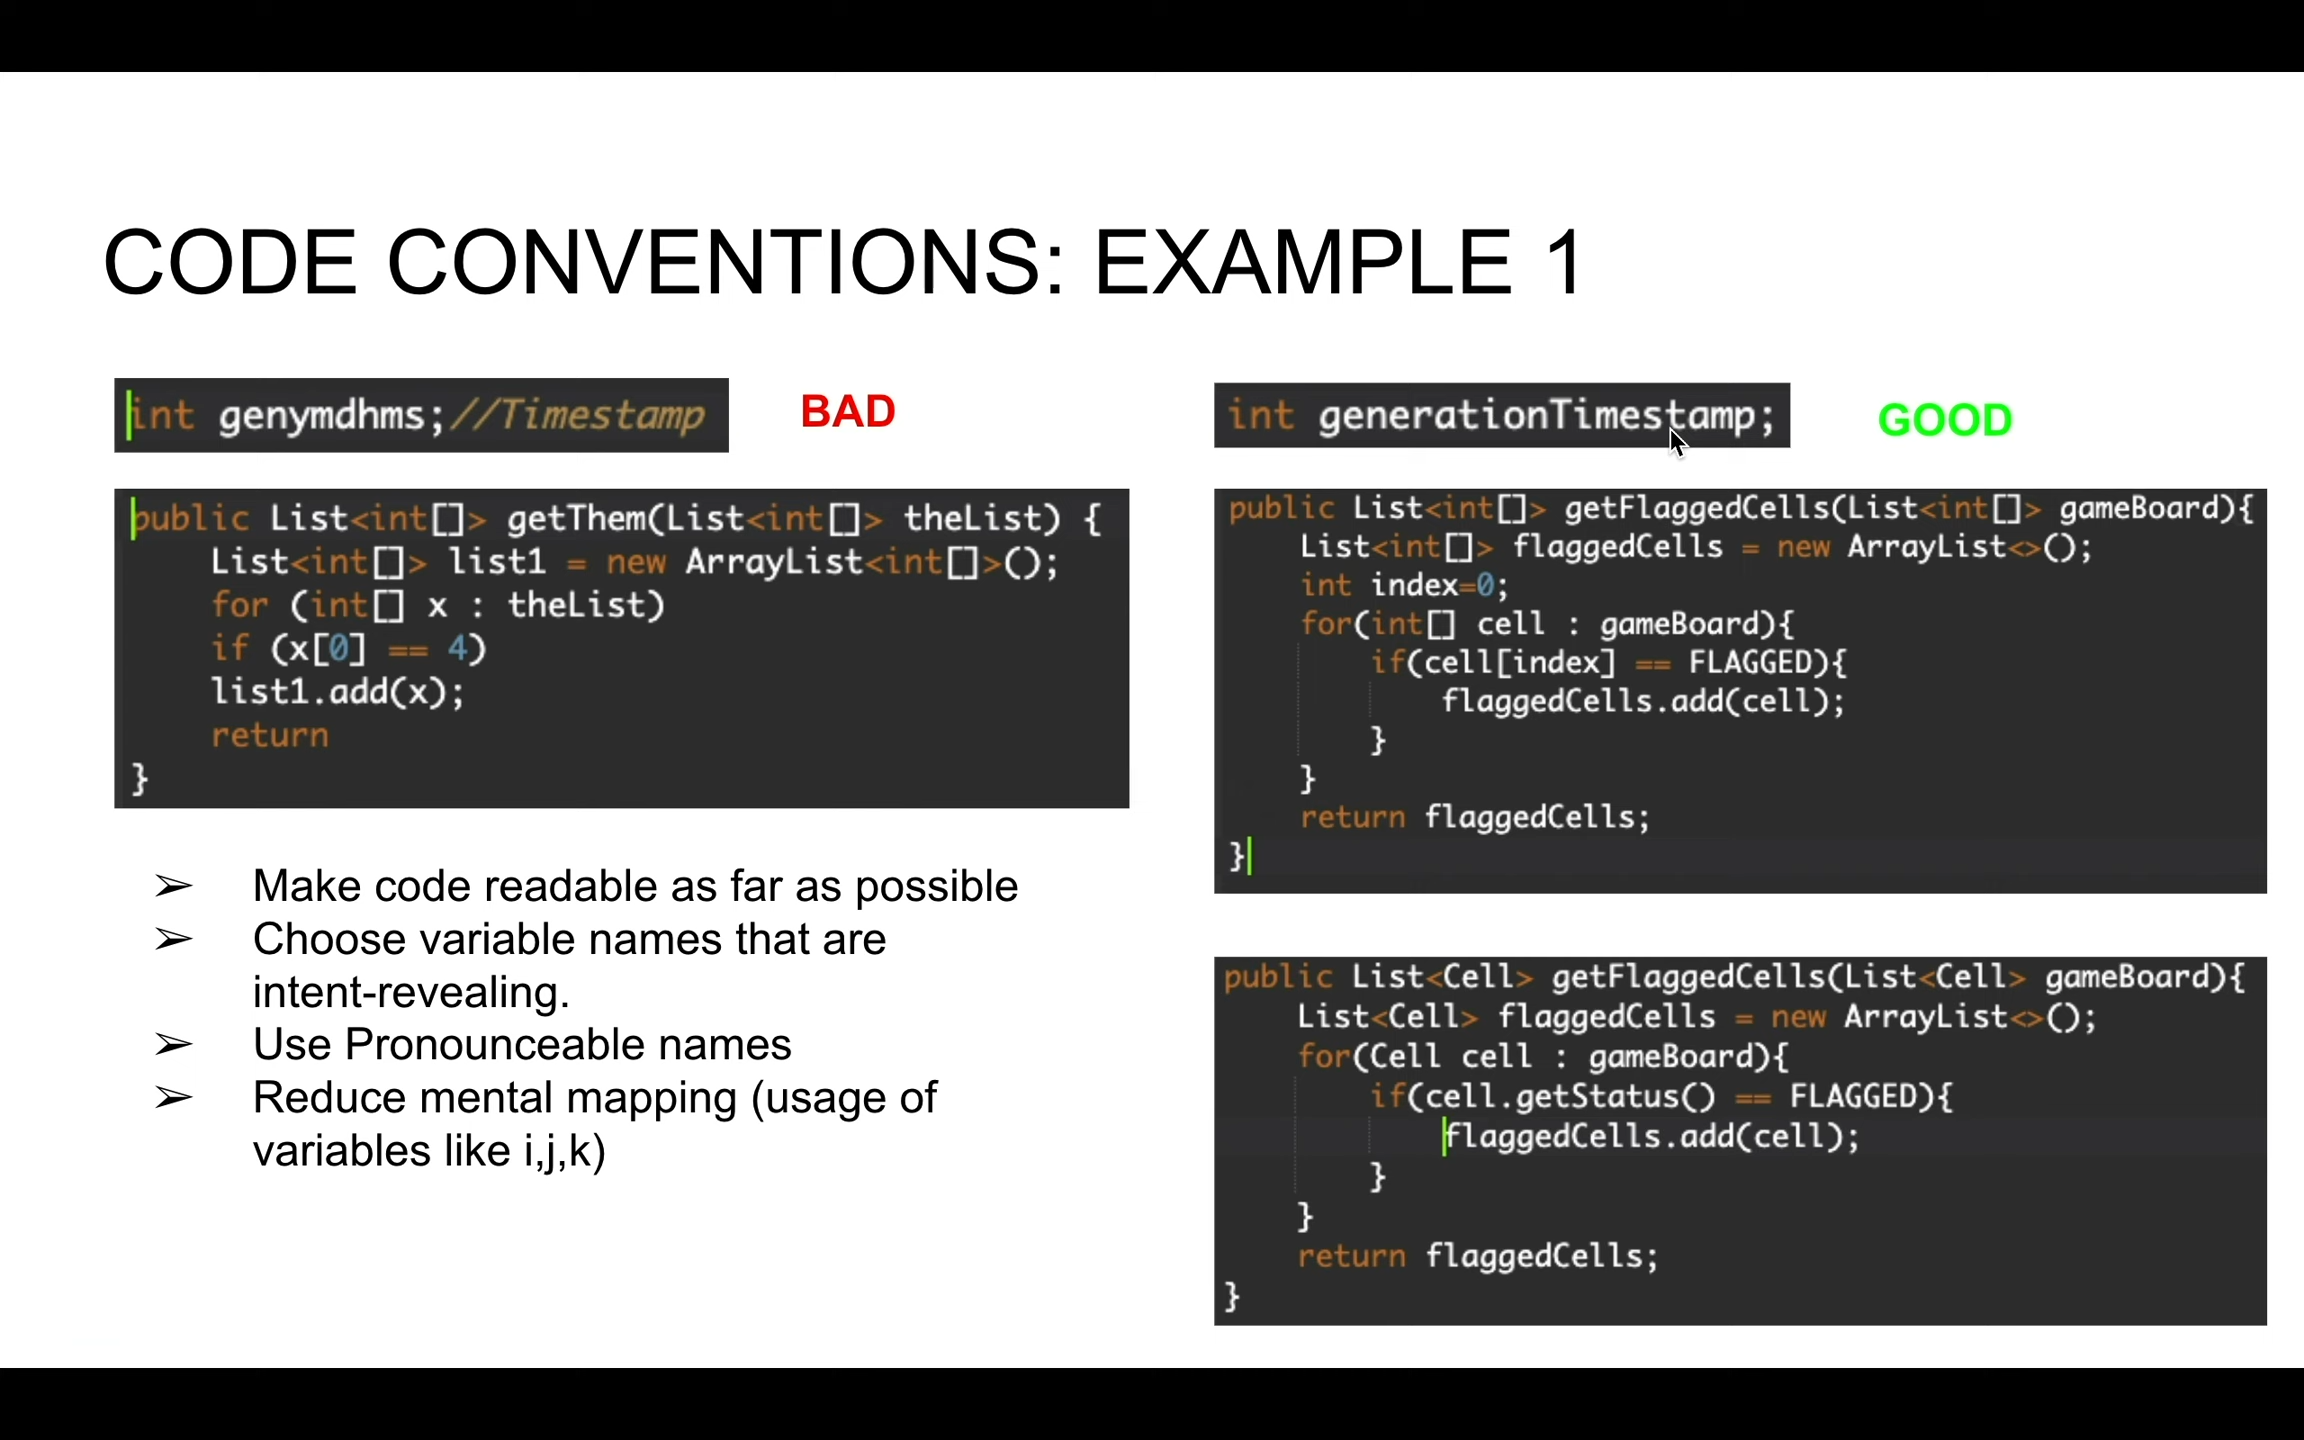 CODE CONVENTIONS: EXAMPLE 1
int genymdhms;//Timestamp
BAD
public List<int[]> getThem(List<int[]> theList) {
    List<int[]> list1 = new ArrayList<int[]>();
    for (int[] x : theList)
    if (x[0] == 4)
    list1.add(x);
    return
}
➢ Make code readable as far as possible
➢ Choose variable names that are
intent-revealing.
➢ Use Pronounceable names
➢ Reduce mental mapping (usage of
variables like i,j,k)
int generationTimestamp;
GOOD
public List<int[]> getFlaggedCells(List<int[]> gameBoard){
    List<int[]> flaggedCells = new ArrayList<>();
    int index=0;
    for(int[] cell : gameBoard){
        if(cell[index] == FLAGGED){
            flaggedCells.add(cell);
        }
    }
    return flaggedCells;
}
public List<Cell> getFlaggedCells(List<Cell> gameBoard){
    List<Cell> flaggedCells = new ArrayList<>();
    for(Cell cell : gameBoard){
        if(cell.getStatus() == FLAGGED){
            flaggedCells.add(cell);
        }
    }
    return flaggedCells;
}